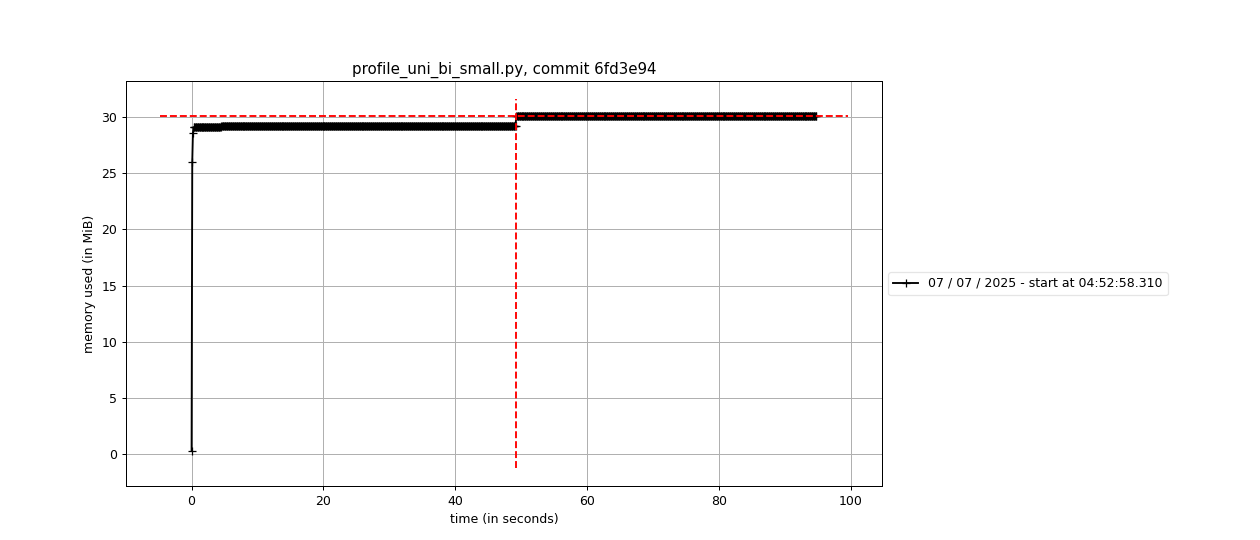 profile_uni_bi_small.py, commit 6fd3e94
memory used (in MiB)
30
25
20
15
10
5
0
0 20 40 60 80 100
time (in seconds)
07 / 07 / 2025 - start at 04:52:58.310